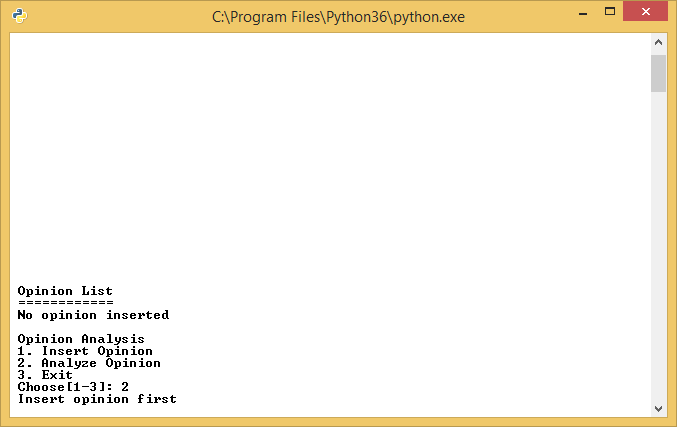 C:\Program Files\Python36\python.exe
Opinion List
============
No opinion inserted
Opinion Analysis
1. Insert Opinion
2. Analyze Opinion
3. Exit
Choose[1-3]: 2
Insert opinion first